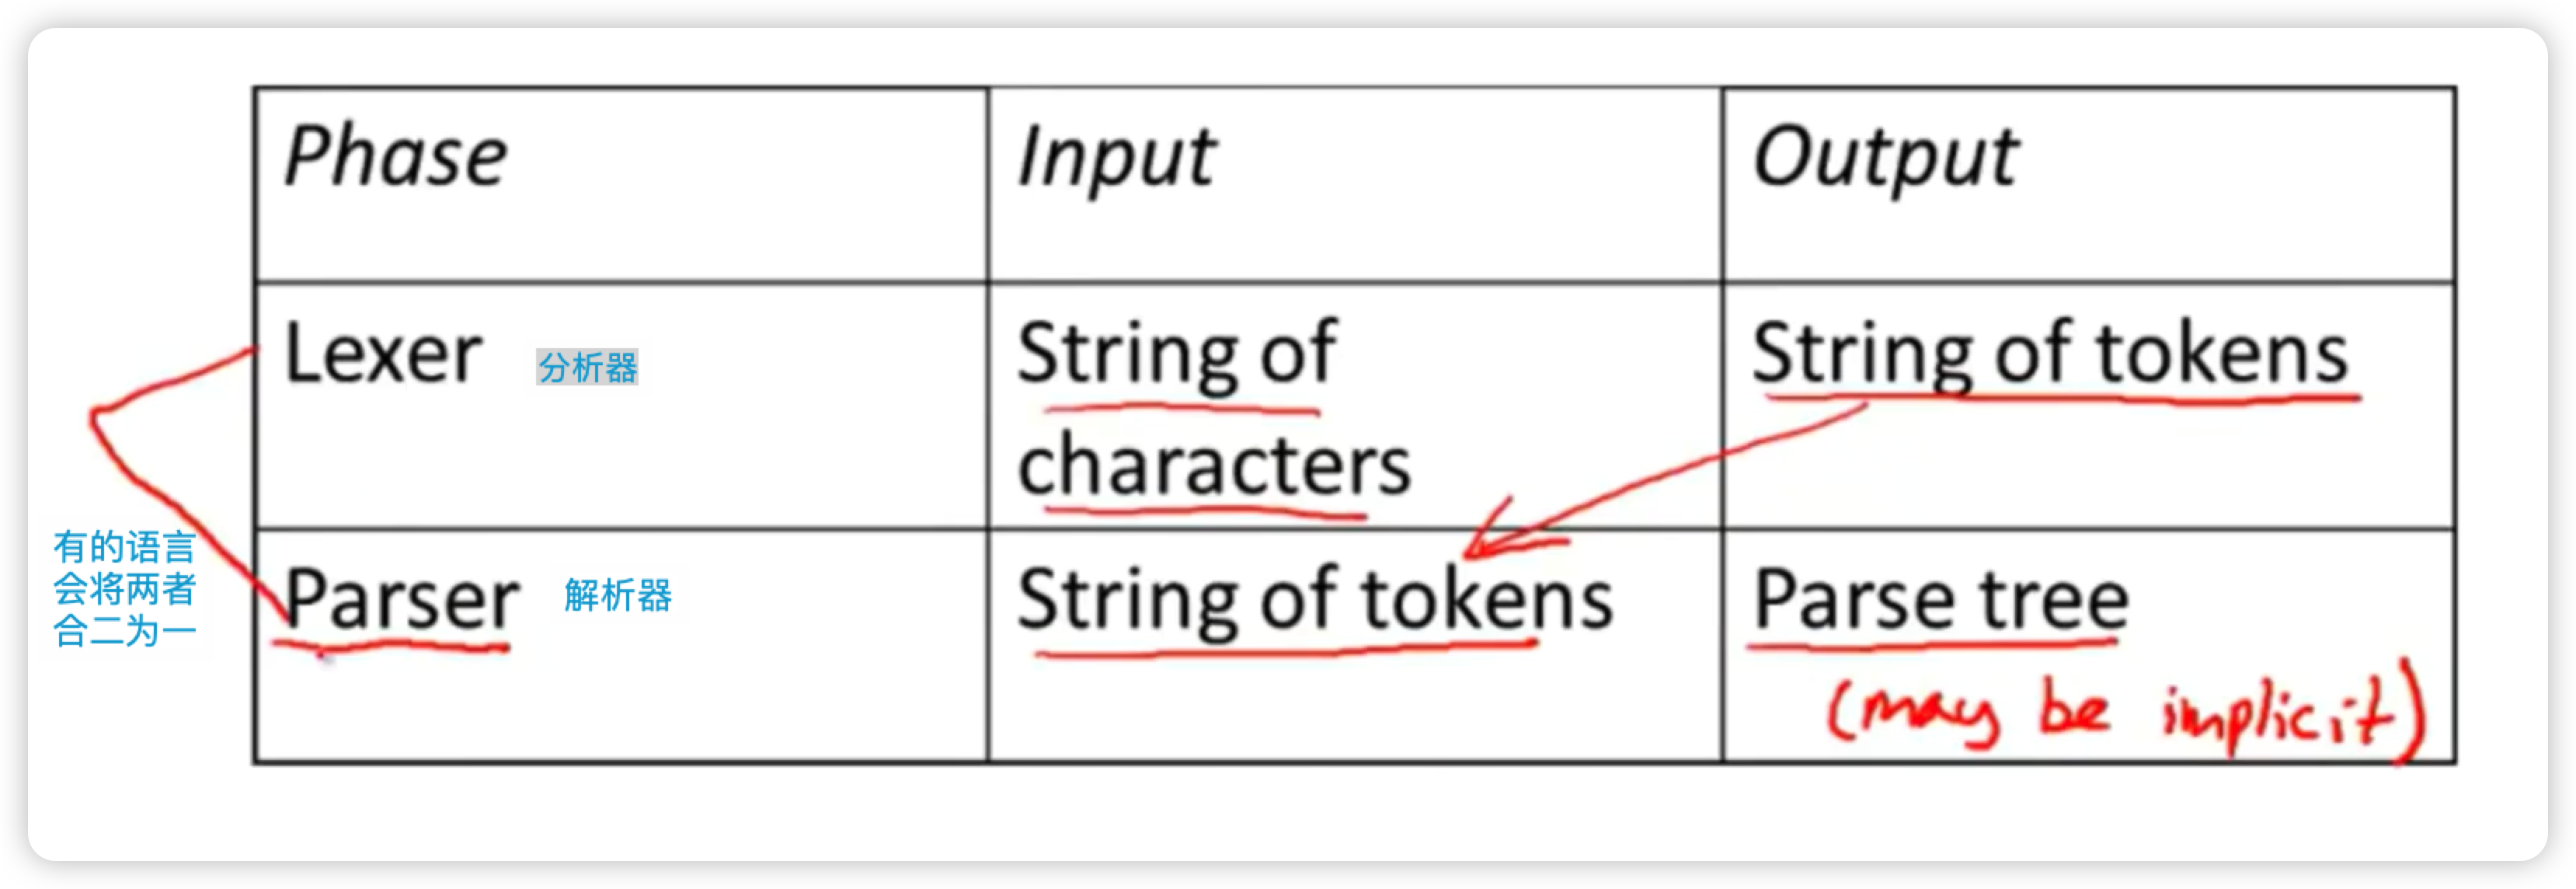 Phase Input Output
Lexer 分析器 String of String of tokens
characters
有的语言
会将两者
合二为一
Parser 解析器 String of tokens Parse tree
(may be implicit)